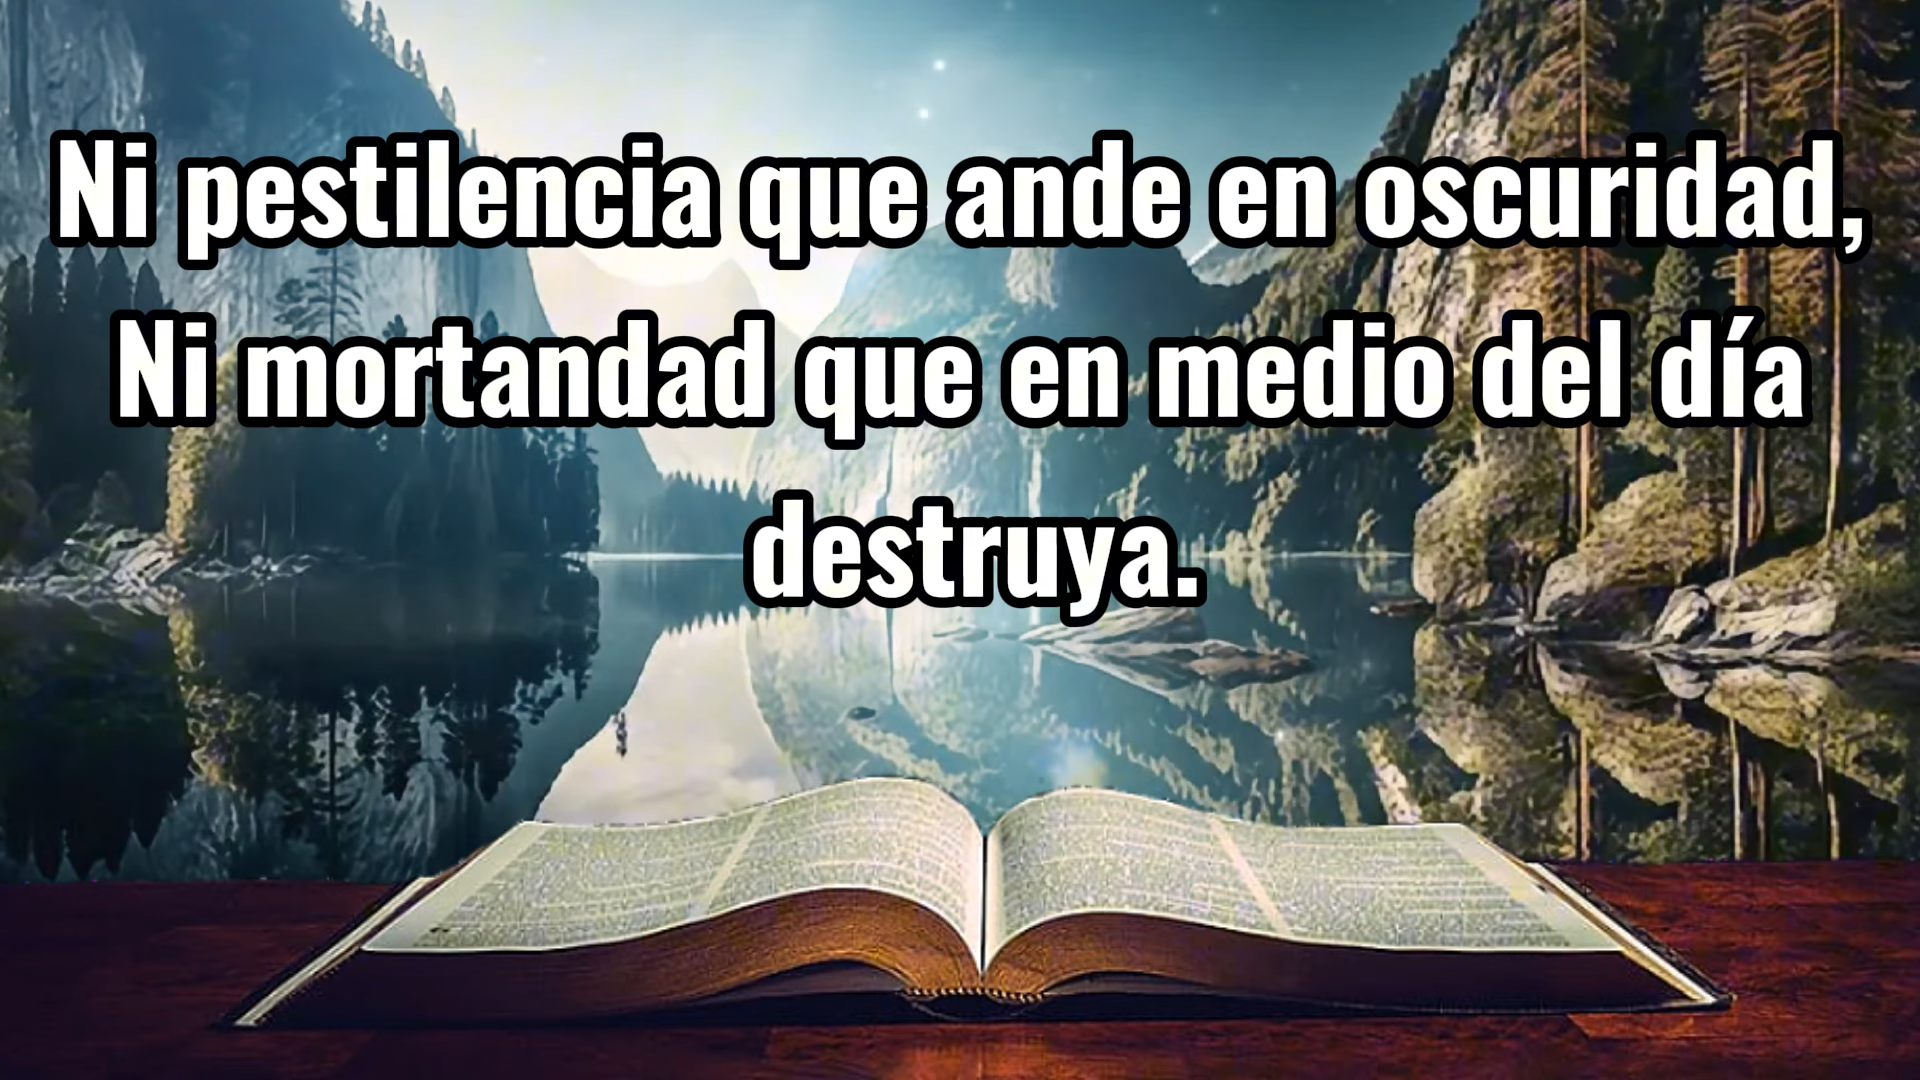 Ni pestilencia que ande en oscuridad,
Ni mortandad que en medio del día
destruya.